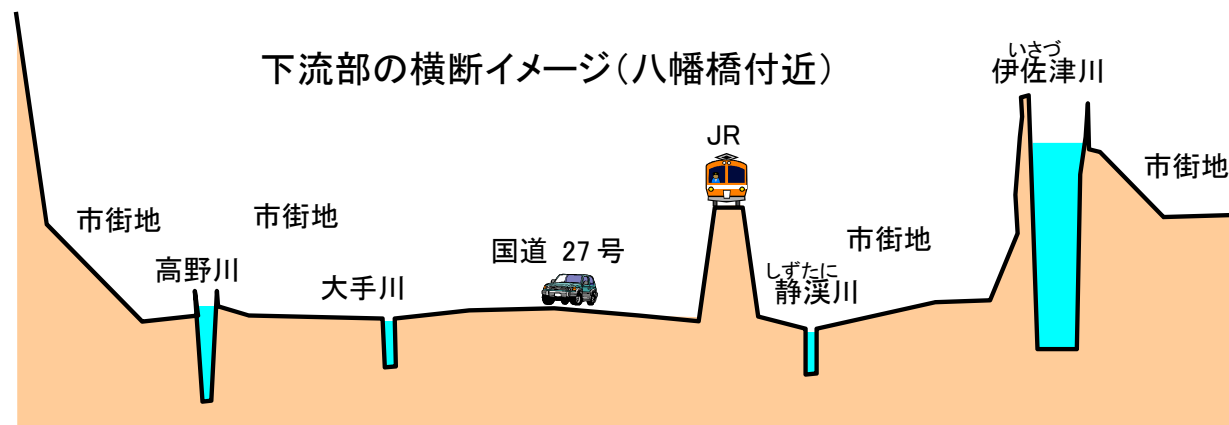 下流部の横断イメージ(八幡橋付近)
いさづ
伊佐津川
JR
市街地
市街地
市街地
市街地
国道 27 号
高野川
大手川
しずたに
静渓川